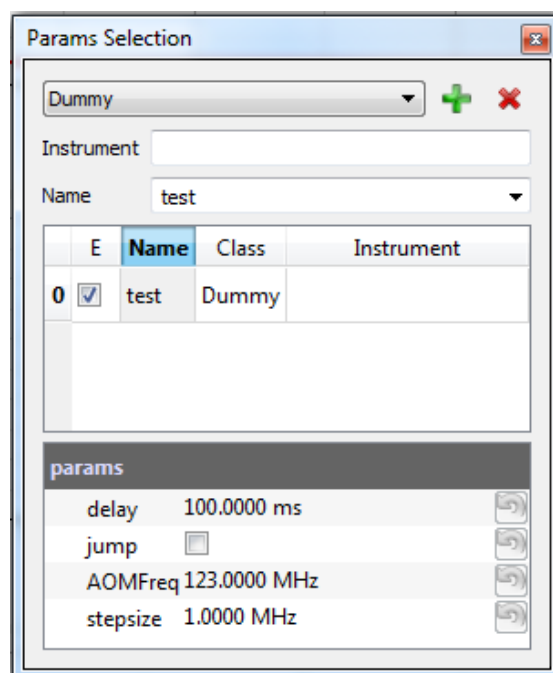 Params Selection
Dummy
Instrument
Name test
E Name Class Instrument
0 test Dummy
params
delay 100.0000 ms
jump
AOMFreq 123.0000 MHz
stepsize 1.0000 MHz